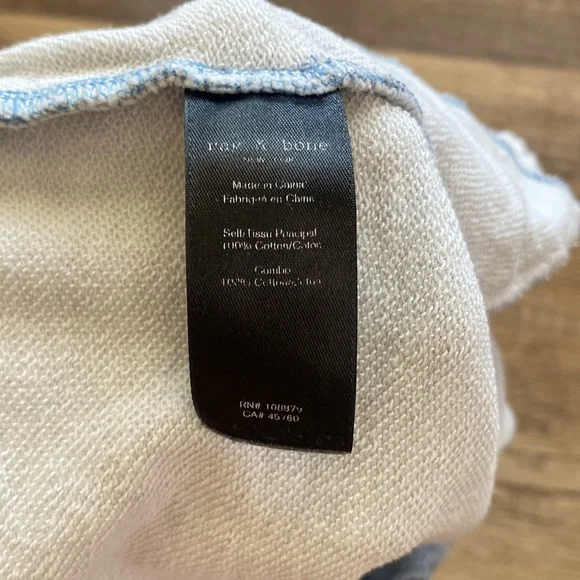 rag & bone
NEW YORK
Made in China
Fabriqué en Chine
Self/Tissu Principal
100% Cotton/Coton
Combo
100% Cotton/Coton
RN# 108879
CA# 45760